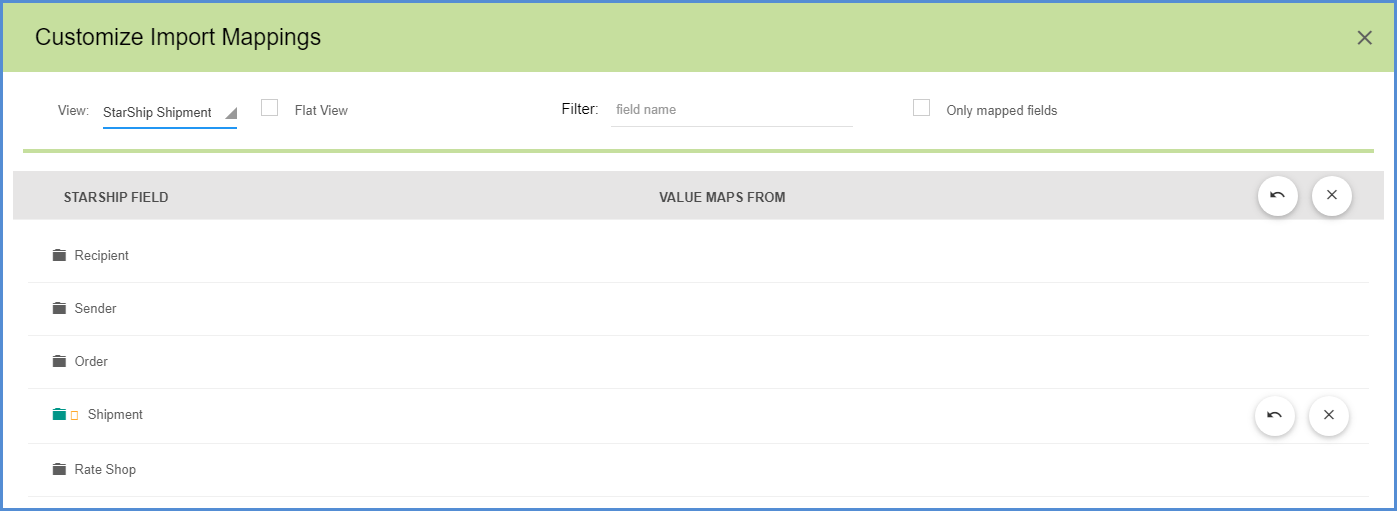 Customize Import Mappings
View: StarShip Shipment Flat View Filter: field name Only mapped fields
STARSHIP FIELD VALUE MAPS FROM
Recipient
Sender
Order
Shipment
Rate Shop